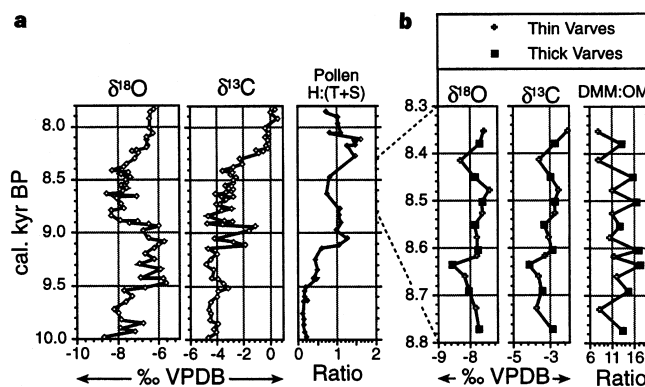 a
b
Thin Varves
Thick Varves
δ18O
δ13C
Pollen
H:(T+S)
δ18O
δ13C
DMM:OM
cal. kyr BP
8.0
8.5
9.0
9.5
10.0
8.3
8.4
8.5
8.6
8.7
8.8
-10 -8 -6 -8 -6 -4 -2 0 0 1 2
-9 -7 -5 -5 -3 6 11 16
‰ VPDB
Ratio
‰ VPDB
Ratio